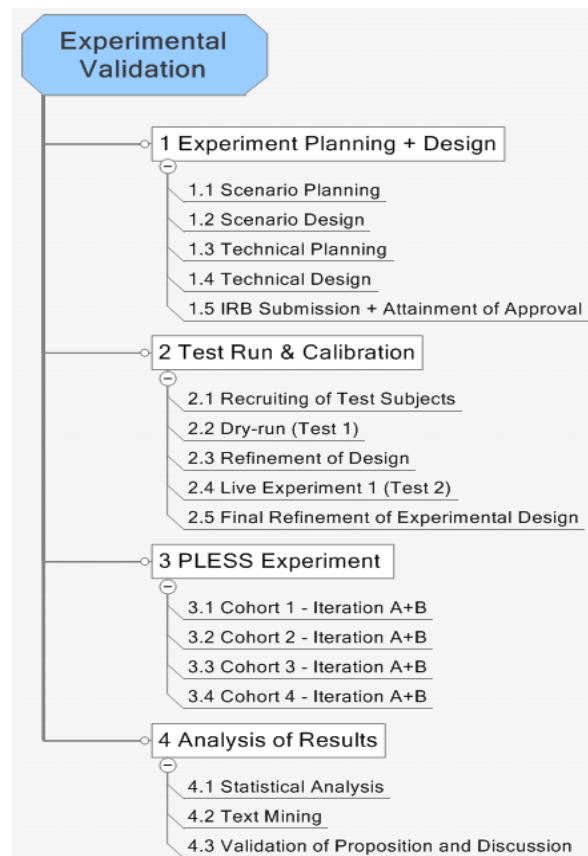 Experimental
Validation
1 Experiment Planning + Design
1.1 Scenario Planning
1.2 Scenario Design
1.3 Technical Planning
1.4 Technical Design
1.5 IRB Submission + Attainment of Approval
2 Test Run & Calibration
2.1 Recruiting of Test Subjects
2.2 Dry-run (Test 1)
2.3 Refinement of Design
2.4 Live Experiment 1 (Test 2)
2.5 Final Refinement of Experimental Design
3 PLESS Experiment
3.1 Cohort 1 - Iteration A+B
3.2 Cohort 2 - Iteration A+B
3.3 Cohort 3 - Iteration A+B
3.4 Cohort 4 - Iteration A+B
4 Analysis of Results
4.1 Statistical Analysis
4.2 Text Mining
4.3 Validation of Proposition and Discussion